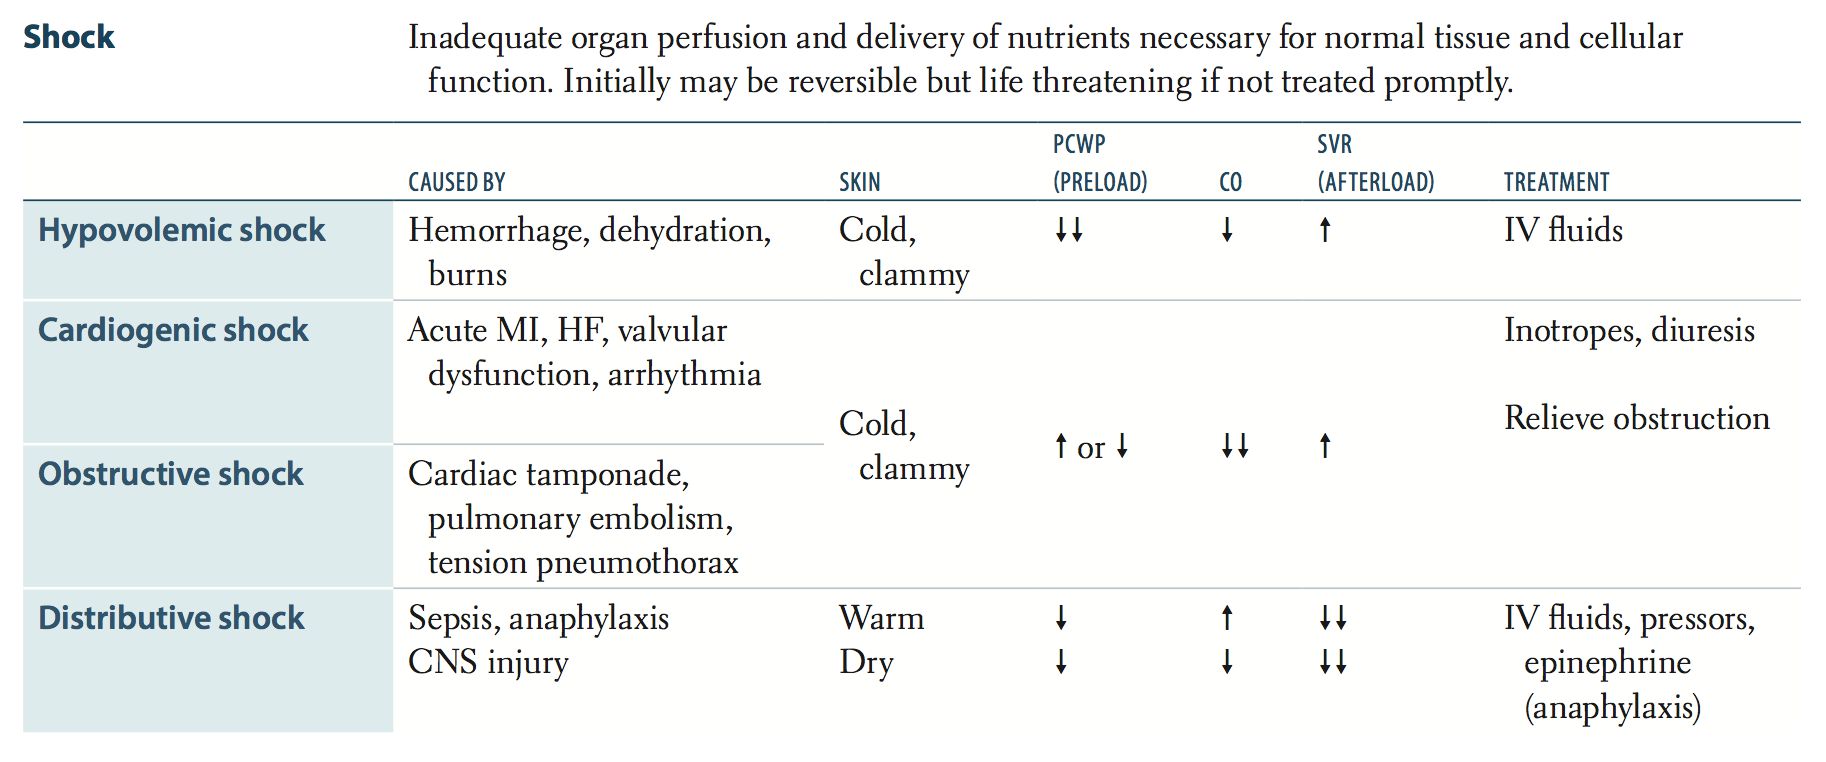 Shock
Inadequate organ perfusion and delivery of nutrients necessary for normal tissue and cellular
function. Initially may be reversible but life threatening if not treated promptly.
CAUSED BY
SKIN
PCWP
(PRELOAD)
CO
SVR
(AFTERLOAD)
TREATMENT
Hypovolemic shock
Hemorrhage, dehydration,
burns
Cold,
clammy
↓↓
↓
↑
IV fluids
Cardiogenic shock
Acute MI, HF, valvular
dysfunction, arrhythmia
Inotropes, diuresis
Obstructive shock
Cardiac tamponade,
pulmonary embolism,
tension pneumothorax
Cold,
clammy
↑ or ↓
↓↓
↑
Relieve obstruction
Distributive shock
Sepsis, anaphylaxis
Warm
↓
↑
↓↓
CNS injury
Dry
↓
↓
↓↓
IV fluids, pressors,
epinephrine
(anaphylaxis)